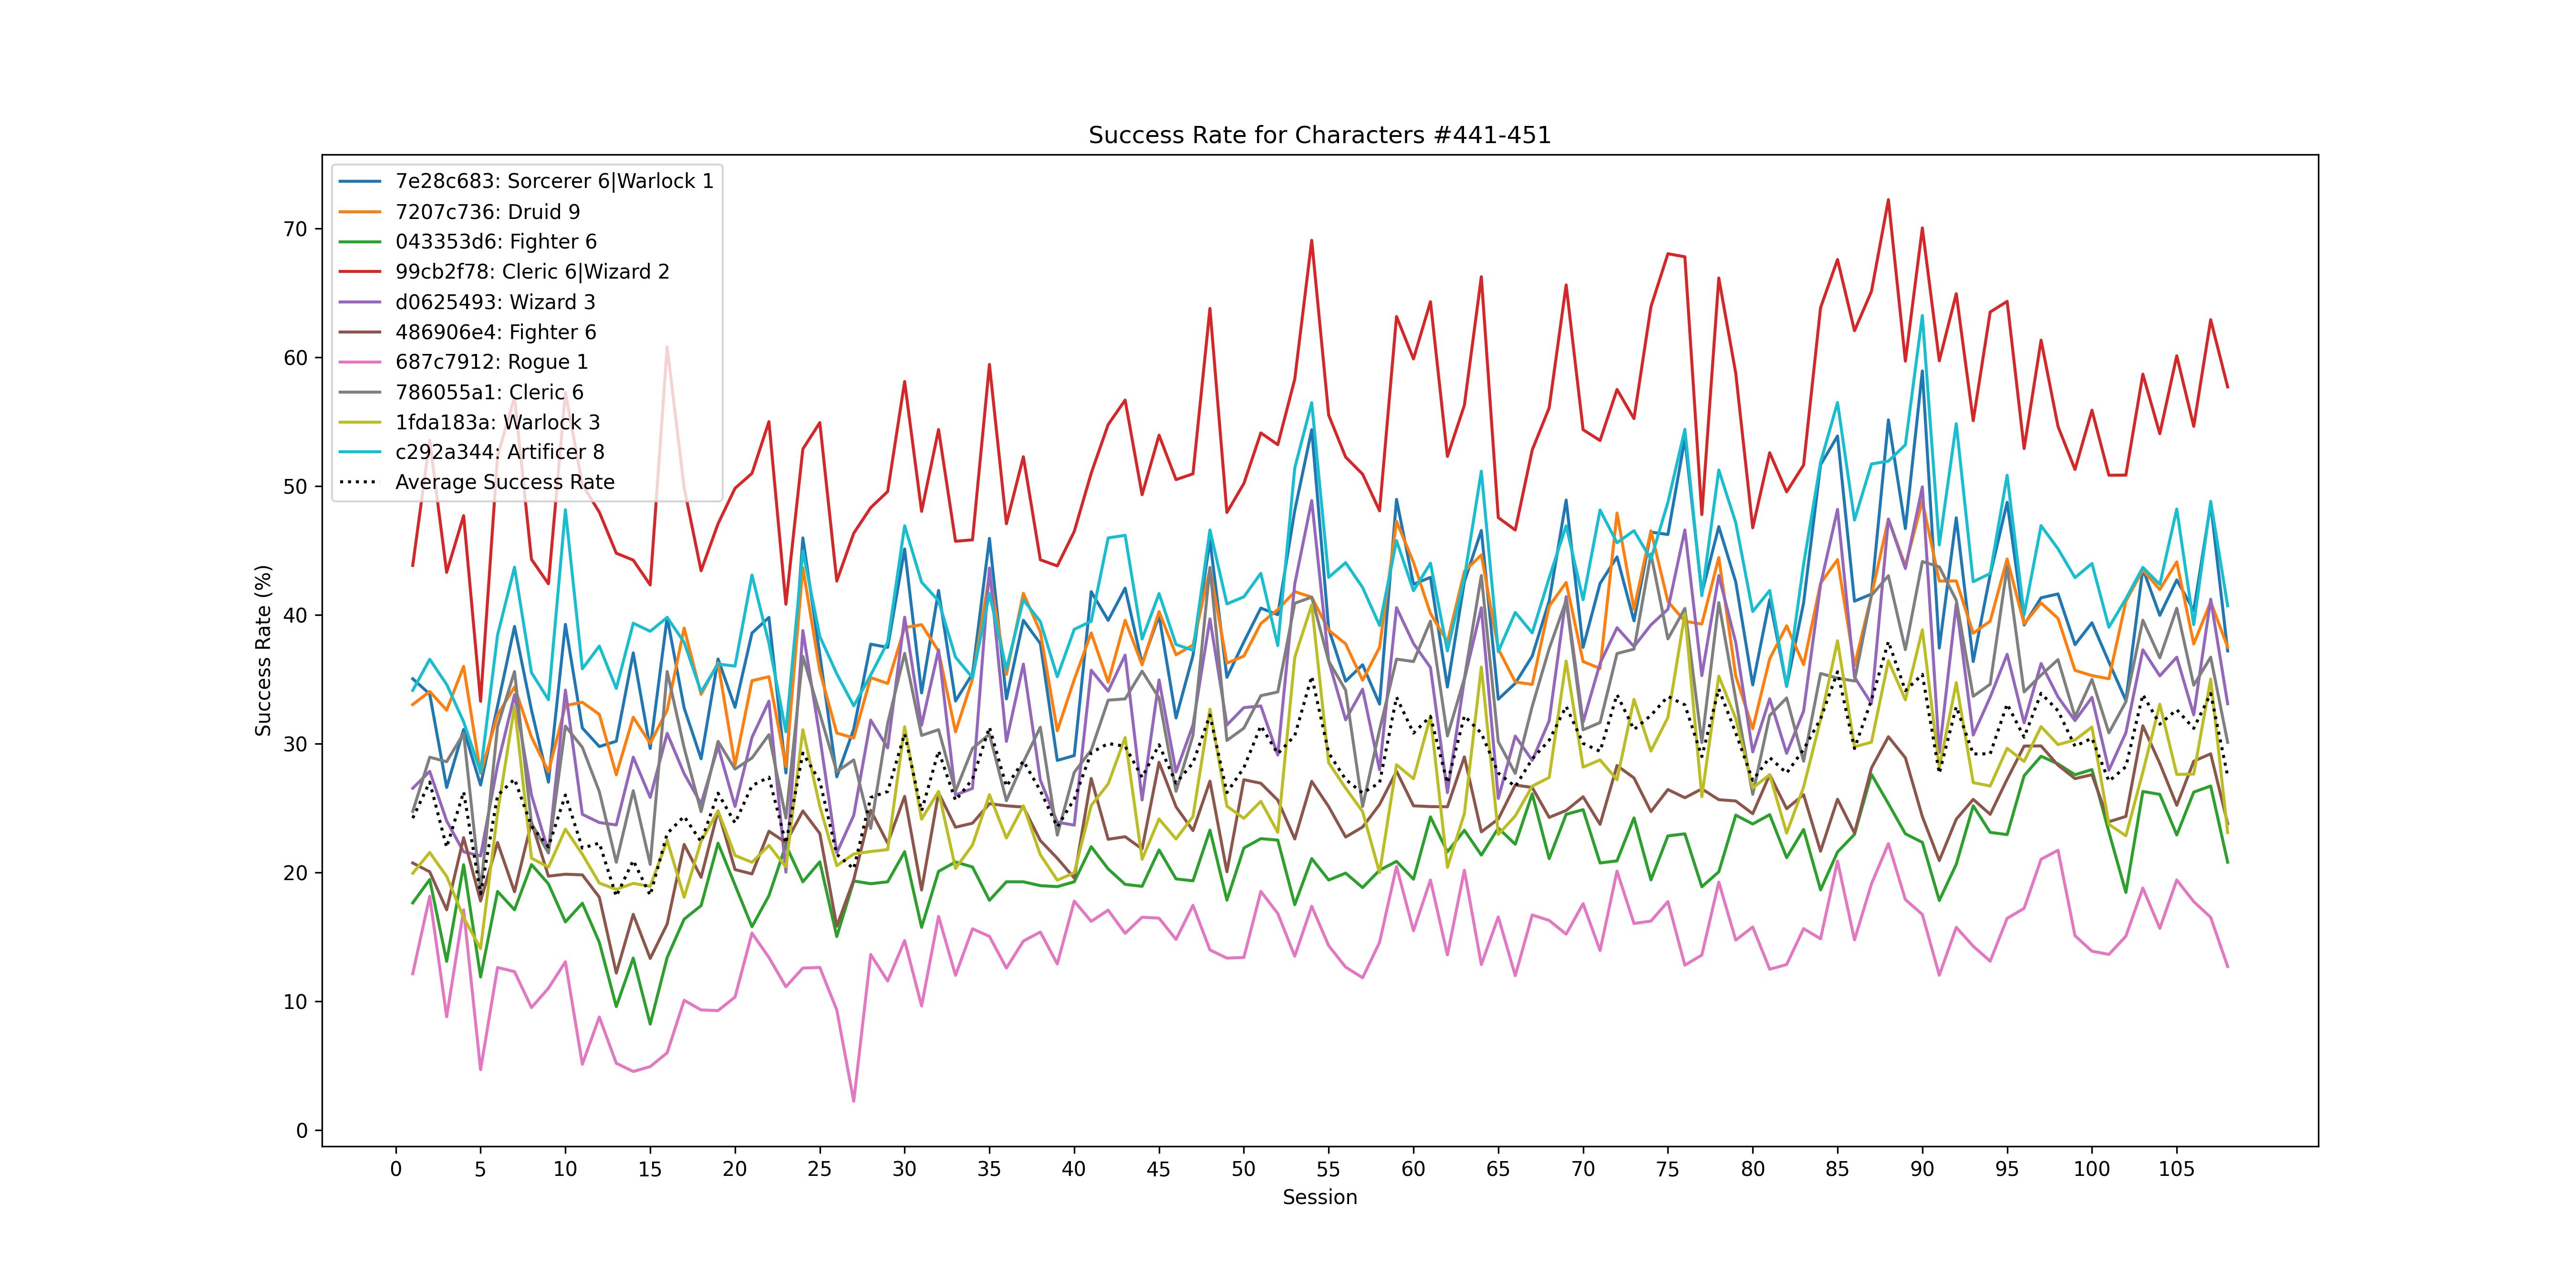 Success Rate for Characters #441-451
7e28c683: Sorcerer 6|Warlock 1
7207c736: Druid 9
043353d6: Fighter 6
99cb2f78: Cleric 6|Wizard 2
d0625493: Wizard 3
486906e4: Fighter 6
687c7912: Rogue 1
786055a1: Cleric 6
1fda183a: Warlock 3
c292a344: Artificer 8
Average Success Rate
Success Rate (%)
70
60
50
40
30
20
10
0
0 5 10 15 20 25 30 35 40 45 50 55 60 65 70 75 80 85 90 95 100 105
Session